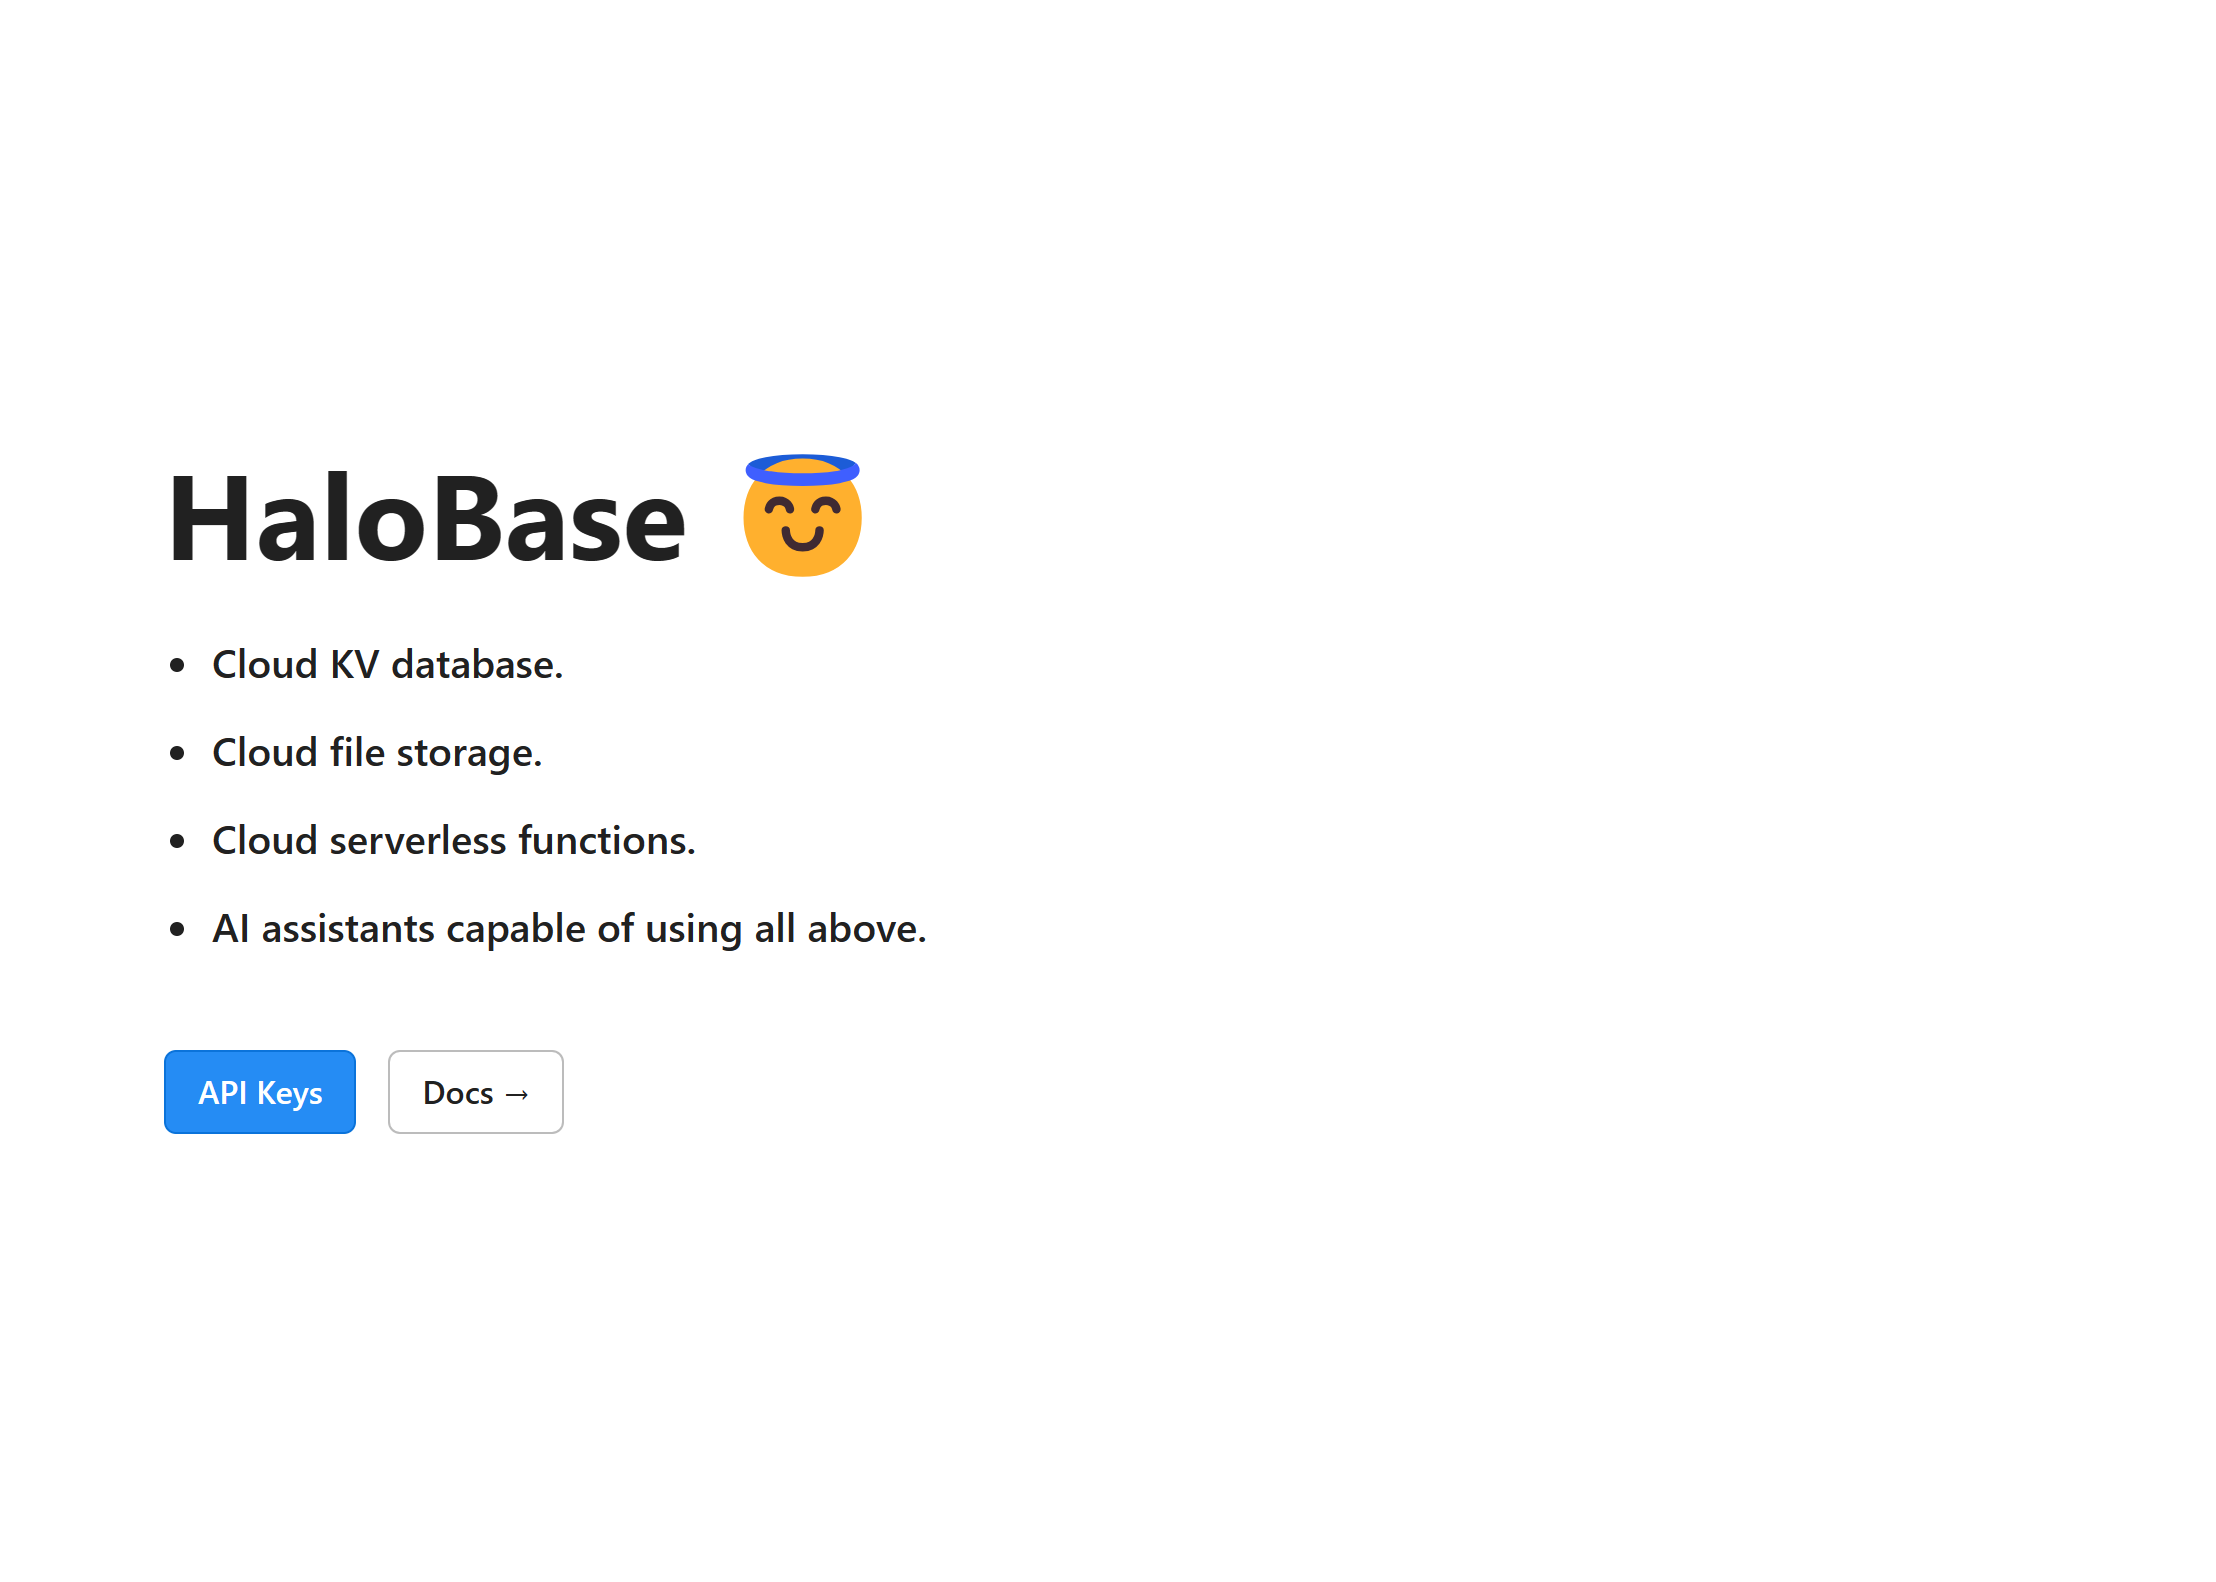 HaloBase
Cloud KV database.
Cloud file storage.
Cloud serverless functions.
AI assistants capable of using all above.
API Keys
Docs →